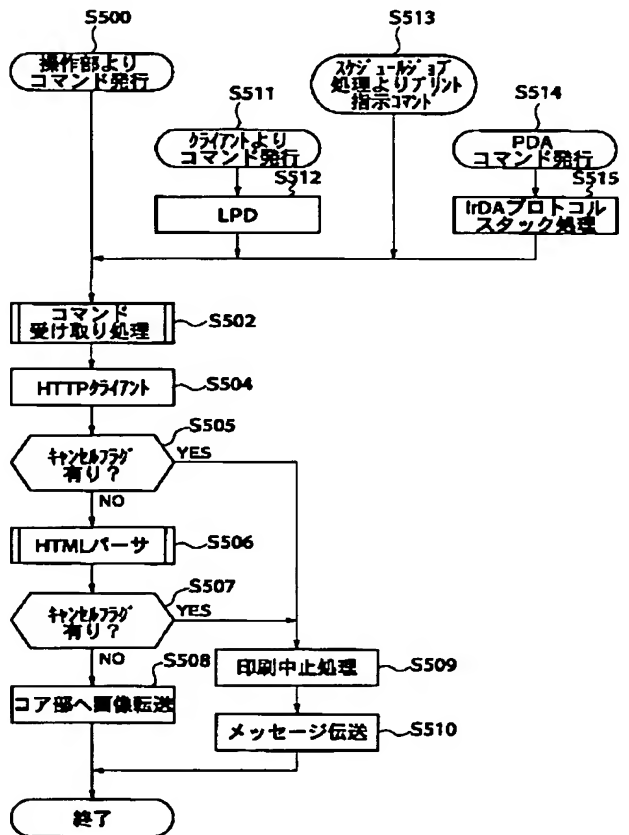 S500
操作部より
コマンド発行
S511
クライアントより
コマンド発行
S512
LPD
S513
スケジュールジョブ
処理よりプリント
指示コマンド
S514
PDA
コマンド発行
S515
IrDAプロトコル
スタック処理
コマンド
受け取り処理
S502
HTTPクライアント
S504
S505
キャンセルフラグ
有り？
YES
NO
HTMLパーサ
S506
S507
キャンセルフラグ
有り？
YES
NO
S508
コア部へ画像転送
印刷中止処理
S509
メッセージ伝送
S510
終了